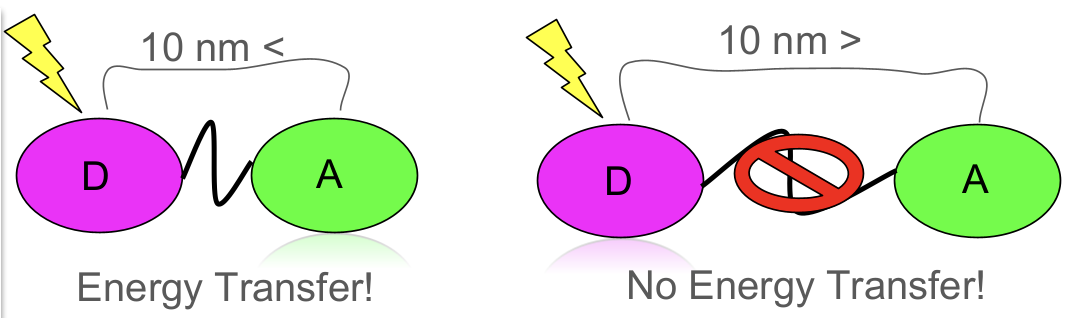 10 nm <
D
A
Energy Transfer!
10 nm >
D
A
No Energy Transfer!